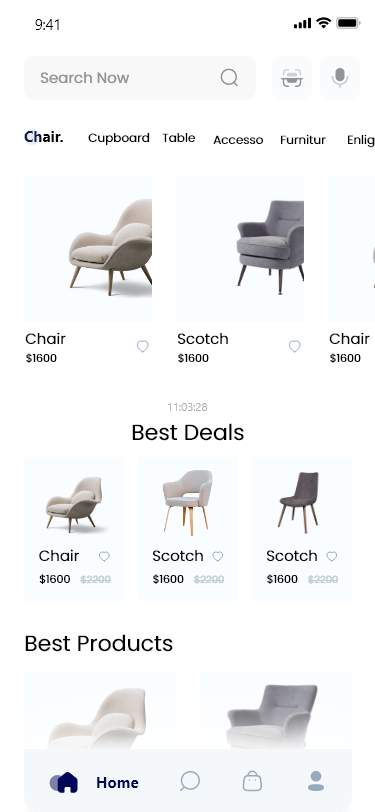 9:41
Search Now
Chair. Cupboard Table Accesso Furnitur Enlig
Chair Scotch Chair
$1600 $1600 $1600
11:03:28
Best Deals
Chair Scotch Scotch
$1600 $2200 $1600 $2200 $1600 $2200
Best Products
Home